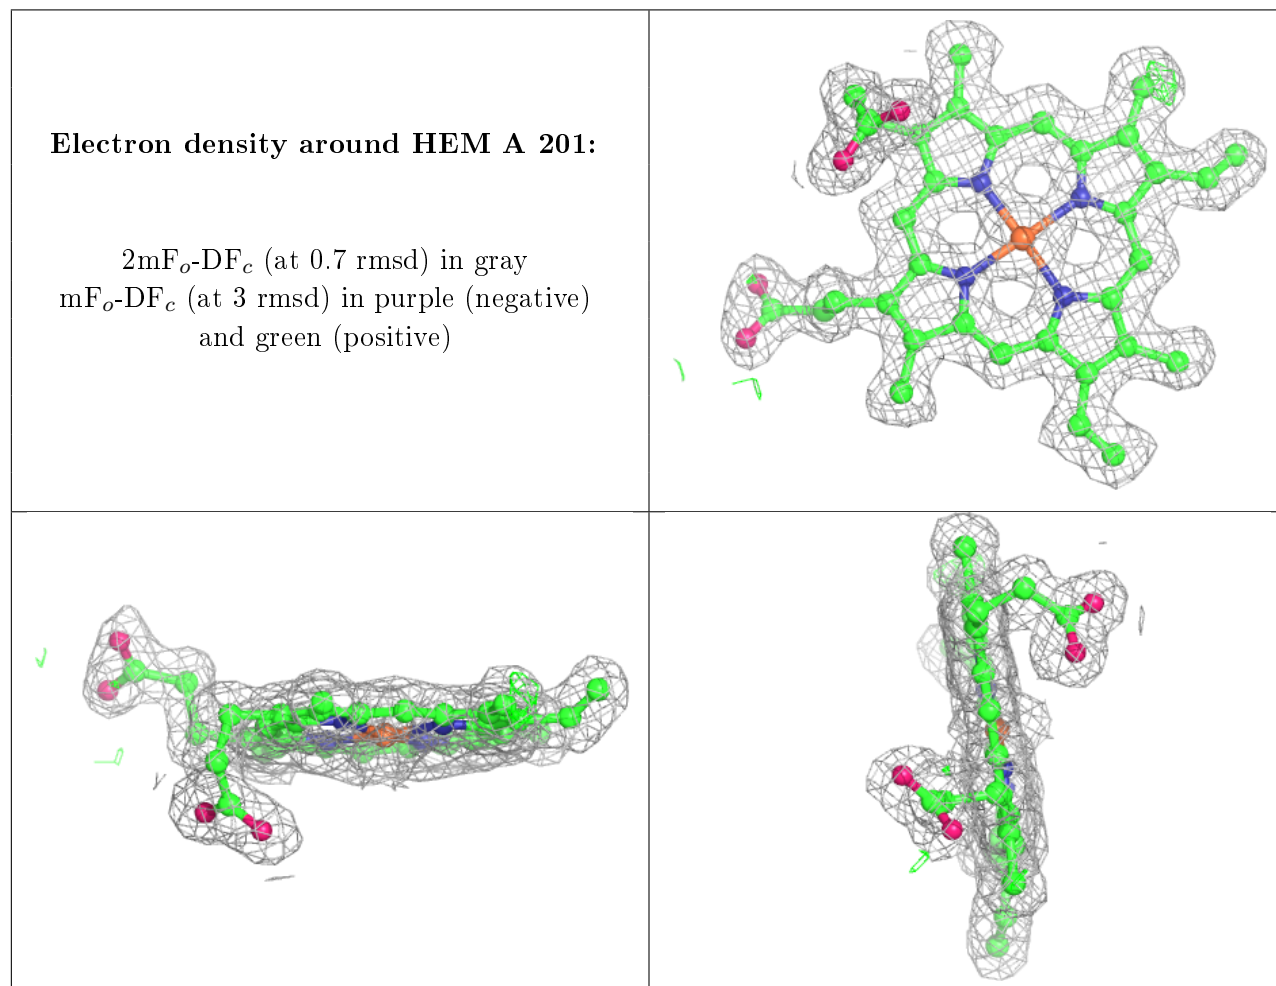 Electron density around HEM A 201:
2mFₒ-DF𝒸 (at 0.7 rmsd) in gray
mFₒ-DF𝒸 (at 3 rmsd) in purple (negative)
and green (positive)